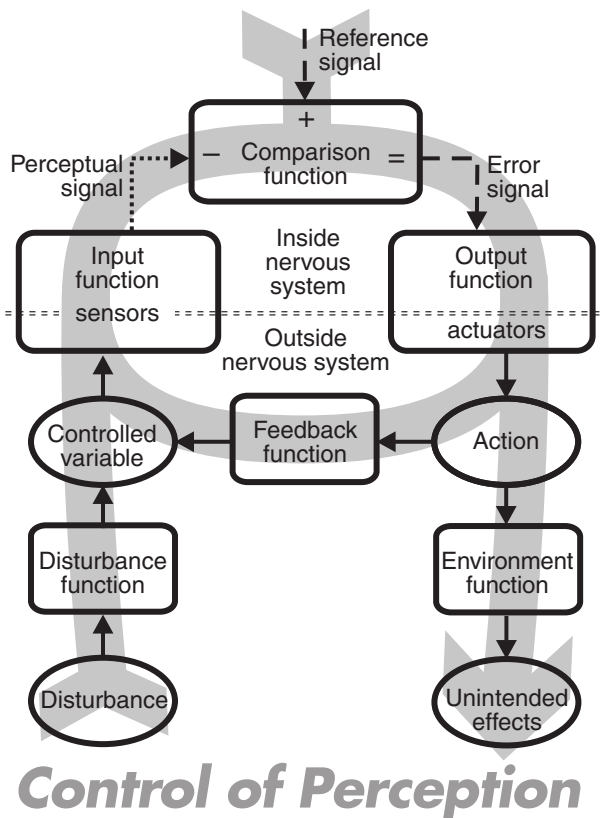 Reference
signal
+
− Comparison =
function
Perceptual
signal
Error
signal
Input
function
sensors
Inside
nervous
system
Output
function
actuators
Outside
nervous system
Controlled
variable
Feedback
function
Action
Disturbance
function
Environment
function
Disturbance
Unintended
effects
Control of Perception